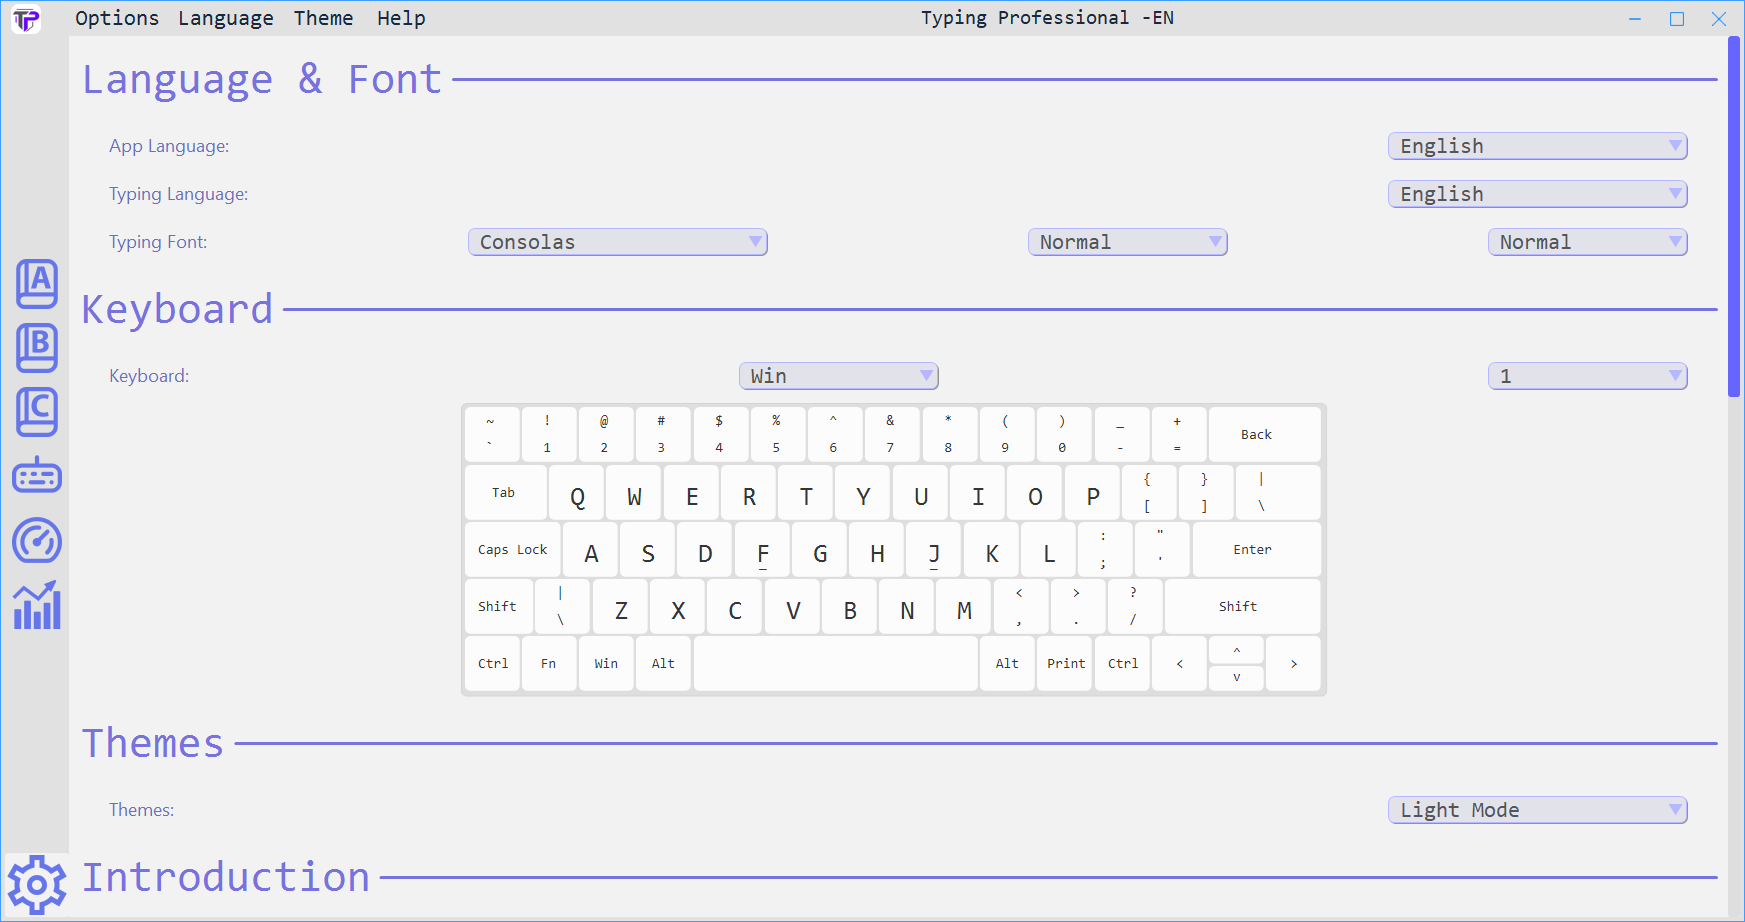 TP Options Language Theme Help Typing Professional -EN
Language & Font
App Language: English
Typing Language: English
Typing Font: Consolas Normal Normal
Keyboard
Keyboard: Win 1
~ ! @ # $ % ^ & * ( ) _ +
` 1 2 3 4 5 6 7 8 9 0 - = Back
Tab Q W E R T Y U I O P { [ } ] | \
Caps Lock A S D F G H J K L : ; " ' Enter
Shift | \ Z X C V B N M < , > . ? / Shift
Ctrl Fn Win Alt Alt Print Ctrl < ^ v >
Themes
Themes: Light Mode
Introduction
A
B
C